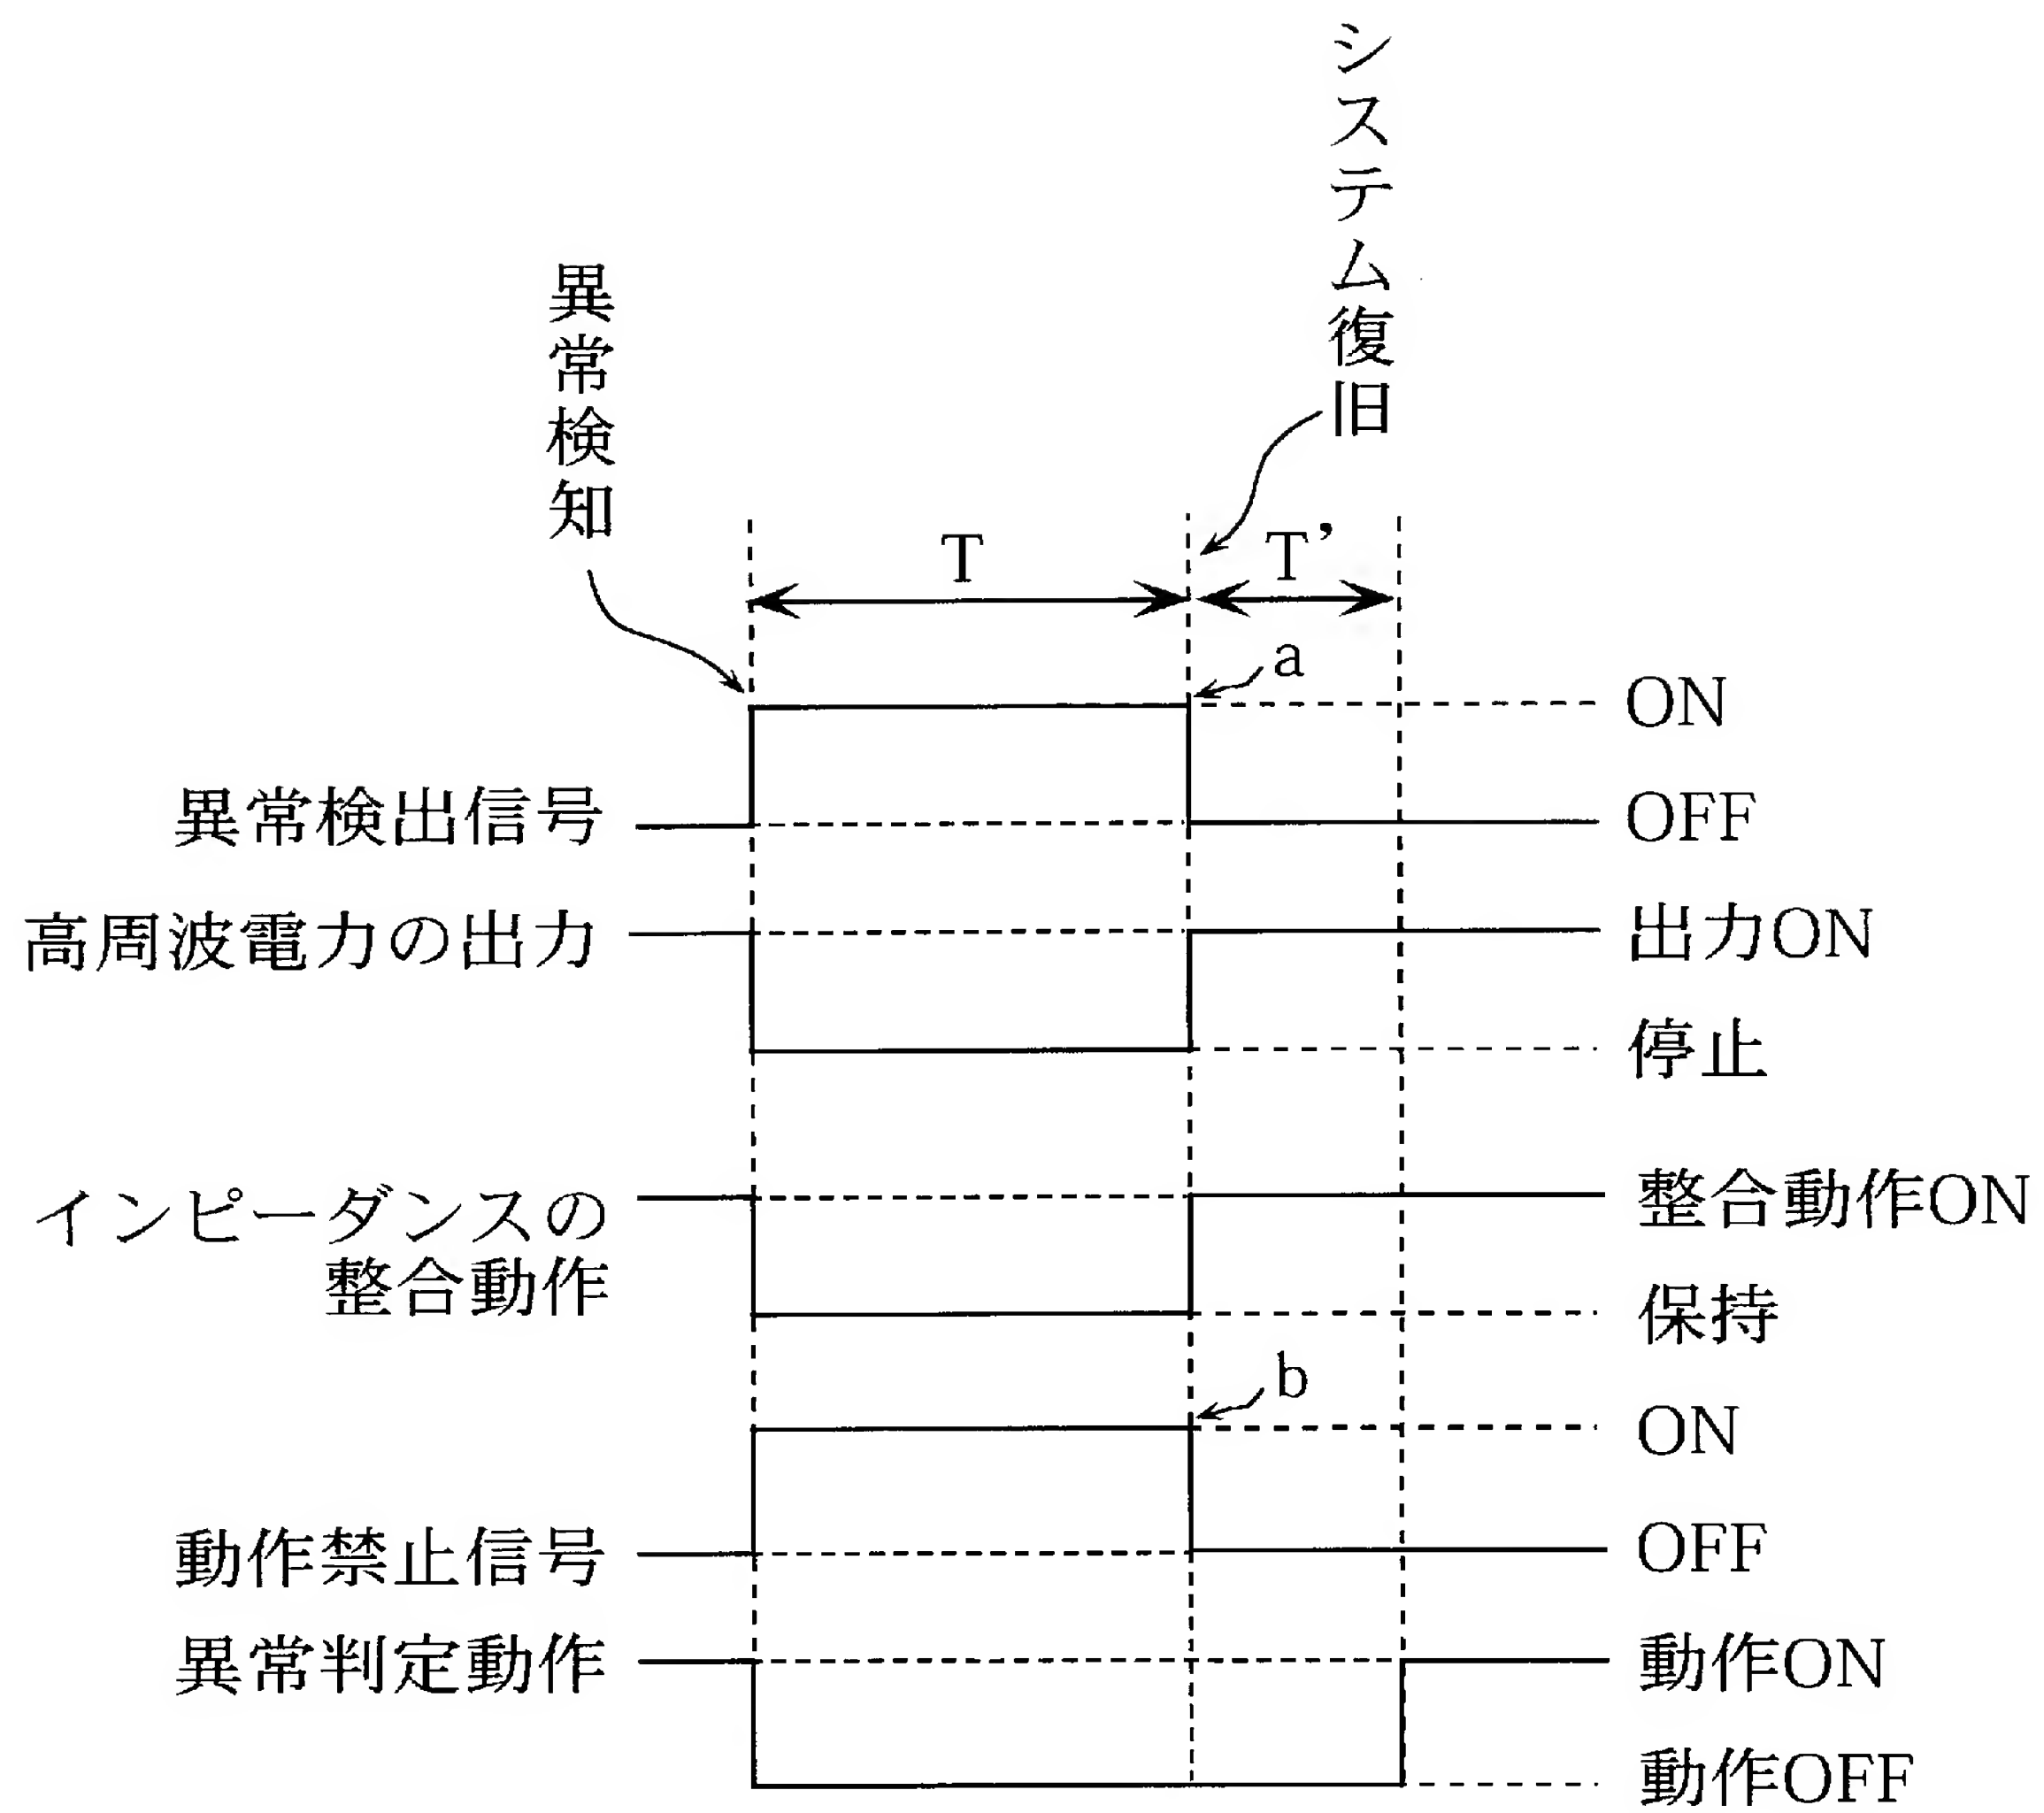 システム復旧
異常検知
T
T’
a
ON
異常検出信号
OFF
高周波電力の出力
出力ON
停止
インピーダンスの
整合動作
整合動作ON
保持
b
ON
動作禁止信号
OFF
異常判定動作
動作ON
動作OFF